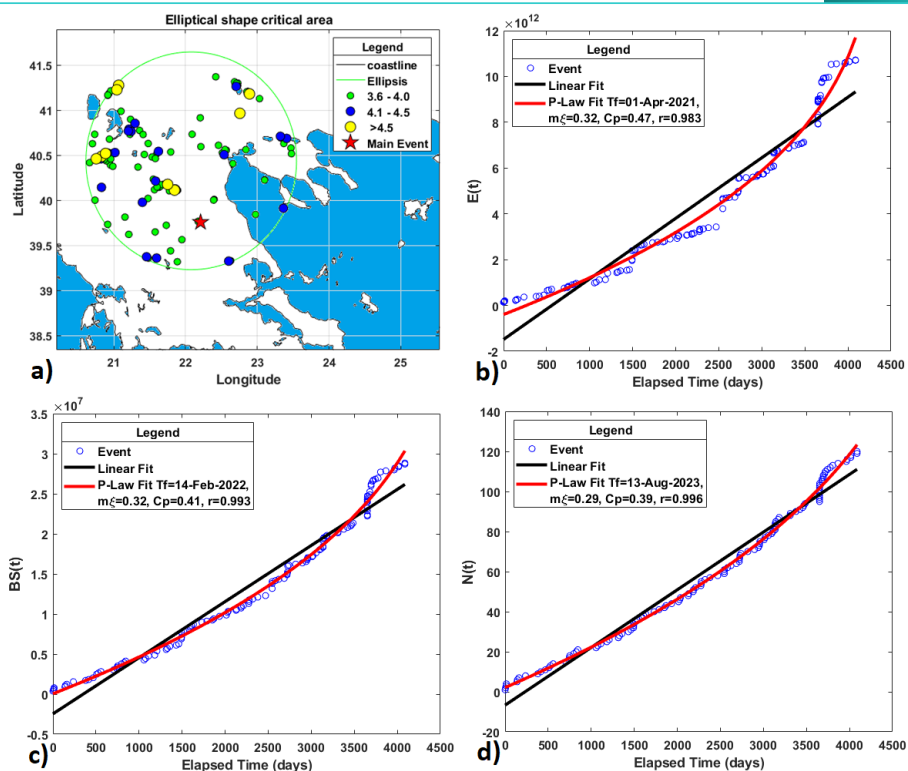 Elliptical shape critical area
Legend
coastline
Ellipsis
3.6 - 4.0
4.1 - 4.5
>4.5
Main Event
41.5
41
40.5
40
39.5
39
38.5
Latitude
21
22
23
24
25
Longitude
a)
×10^12
12
10
8
6
4
2
0
-2
E(t)
Legend
Event
Linear Fit
P-Law Fit Tf=01-Apr-2021,
mξ=0.32, Cp=0.47, r=0.983
0 500 1000 1500 2000 2500 3000 3500 4000 4500
Elapsed Time (days)
b)
×10^7
3.5
3
2.5
2
1.5
1
0.5
0
-0.5
BS(t)
Legend
Event
Linear Fit
P-Law Fit Tf=14-Feb-2022,
mξ=0.32, Cp=0.41, r=0.993
0 500 1000 1500 2000 2500 3000 3500 4000 4500
Elapsed Time (days)
c)
140
120
100
80
60
40
20
0
-20
N(t)
Legend
Event
Linear Fit
P-Law Fit Tf=13-Aug-2023,
mξ=0.29, Cp=0.39, r=0.996
0 500 1000 1500 2000 2500 3000 3500 4000 4500
Elapsed Time (days)
d)